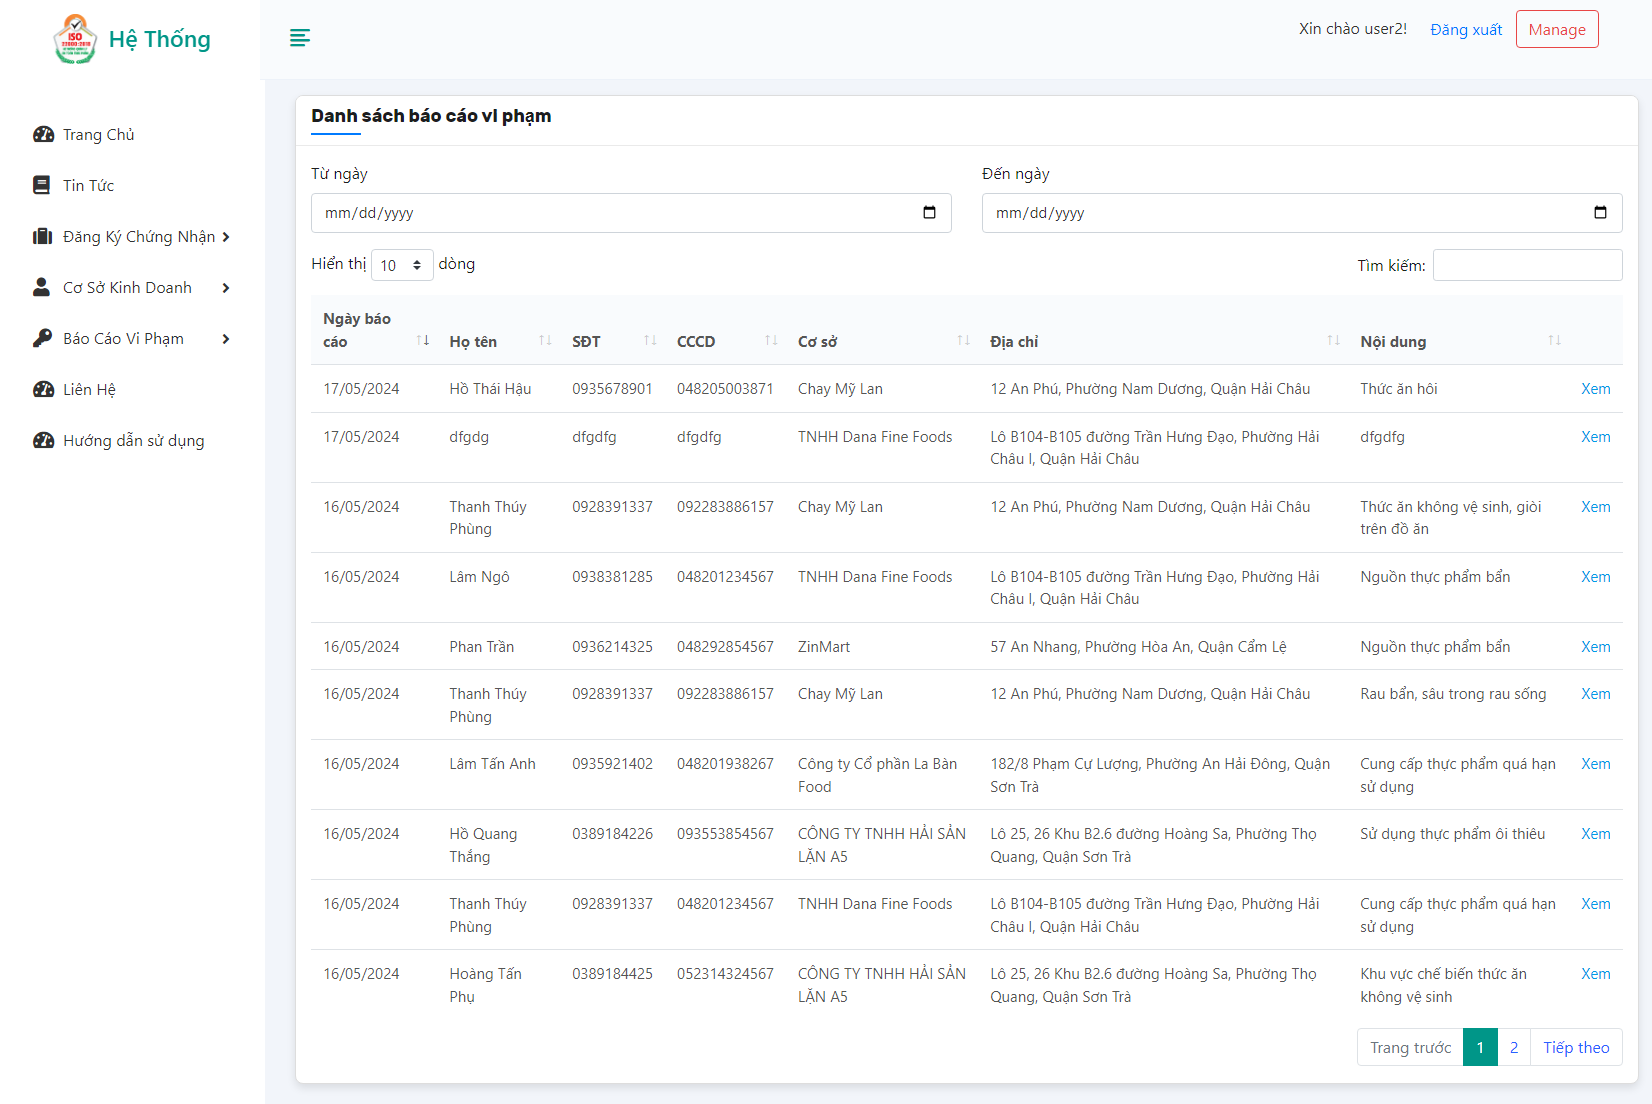 ISO
22000:2018
Hệ Thống
Xin chào user2!
Đăng xuất
Manage
Trang Chủ
Tin Tức
Đăng Ký Chứng Nhận
Cơ Sở Kinh Doanh
Báo Cáo Vi Phạm
Liên Hệ
Hướng dẫn sử dụng
Danh sách báo cáo vi phạm
Từ ngày
Đến ngày
mm/dd/yyyy
mm/dd/yyyy
Hiển thị 10 dòng
Tìm kiếm:
Ngày báo
cáo Họ tên SĐT CCCD Cơ sở Địa chỉ Nội dung
17/05/2024 Hồ Thái Hậu 0935678901 048205003871 Chay Mỹ Lan 12 An Phú, Phường Nam Dương, Quận Hải Châu Thức ăn hôi Xem
17/05/2024 dfgdg dfgdfg dfgdfg TNHH Dana Fine Foods Lô B104-B105 đường Trần Hưng Đạo, Phường Hải dfgdfg Xem
Châu I, Quận Hải Châu
16/05/2024 Thanh Thúy 0928391337 092283886157 Chay Mỹ Lan 12 An Phú, Phường Nam Dương, Quận Hải Châu Thức ăn không vệ sinh, giòi Xem
Phùng trên đồ ăn
16/05/2024 Lâm Ngô 0938381285 048201234567 TNHH Dana Fine Foods Lô B104-B105 đường Trần Hưng Đạo, Phường Hải Nguồn thực phẩm bẩn Xem
Châu I, Quận Hải Châu
16/05/2024 Phan Trần 0936214325 048292854567 ZinMart 57 An Nhang, Phường Hòa An, Quận Cẩm Lệ Nguồn thực phẩm bẩn Xem
16/05/2024 Thanh Thúy 0928391337 092283886157 Chay Mỹ Lan 12 An Phú, Phường Nam Dương, Quận Hải Châu Rau bẩn, sâu trong rau sống Xem
Phùng
16/05/2024 Lâm Tấn Anh 0935921402 048201938267 Công ty Cổ phần La Bàn 182/8 Phạm Cự Lượng, Phường An Hải Đông, Quận Cung cấp thực phẩm quá hạn Xem
Food Sơn Trà sử dụng
16/05/2024 Hồ Quang 0389184226 093553854567 CÔNG TY TNHH HẢI SẢN Lô 25, 26 Khu B2.6 đường Hoàng Sa, Phường Thọ Sử dụng thực phẩm ôi thiêu Xem
Thắng LẶN A5 Quang, Quận Sơn Trà
16/05/2024 Thanh Thúy 0928391337 048201234567 TNHH Dana Fine Foods Lô B104-B105 đường Trần Hưng Đạo, Phường Hải Cung cấp thực phẩm quá hạn Xem
Phùng Châu I, Quận Hải Châu sử dụng
16/05/2024 Hoàng Tấn 0389184425 052314324567 CÔNG TY TNHH HẢI SẢN Lô 25, 26 Khu B2.6 đường Hoàng Sa, Phường Thọ Khu vực chế biến thức ăn Xem
Phụ LẶN A5 Quang, Quận Sơn Trà không vệ sinh
Trang trước 1 2 Tiếp theo